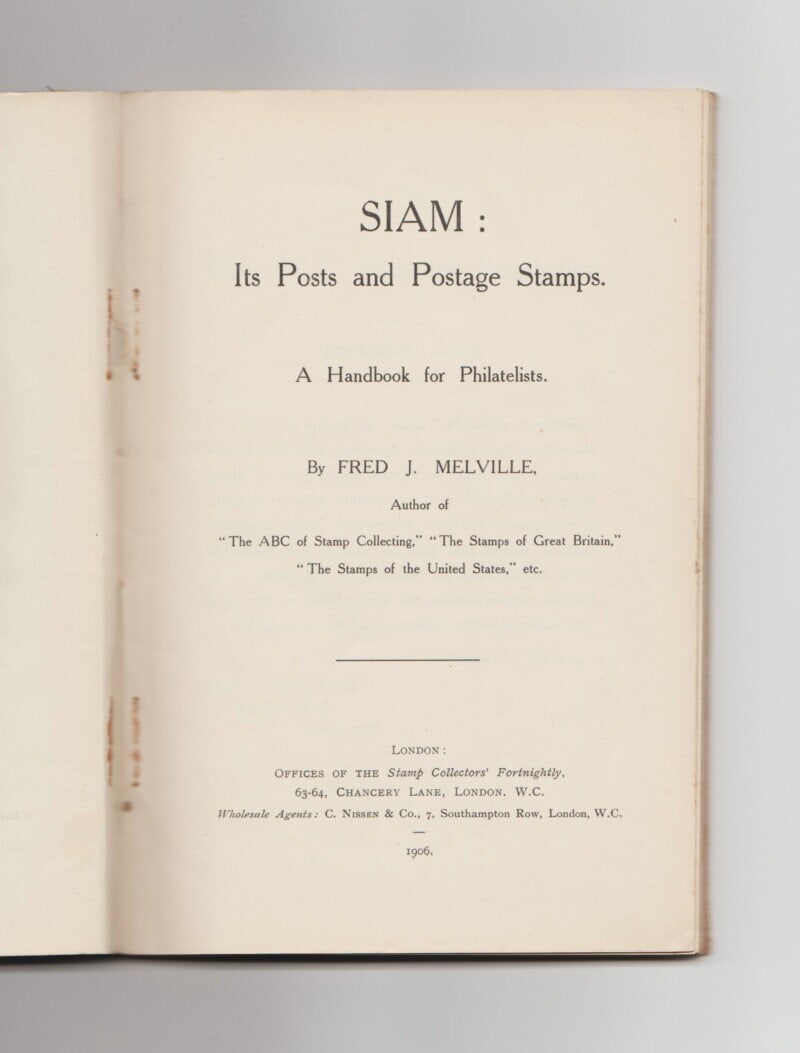 SIAM :
Its Posts and Postage Stamps.
A Handbook for Philatelists.
By FRED J. MELVILLE,
Author of
“The ABC of Stamp Collecting,” “The Stamps of Great Britain,”
“The Stamps of the United States,” etc.
LONDON :
OFFICES OF THE Stamp Collectors' Fortnightly,
63-64, CHANCERY LANE, LONDON. W.C.
Wholesale Agents: C. NISSEN & Co., 7, Southampton Row, London, W.C.
1906.